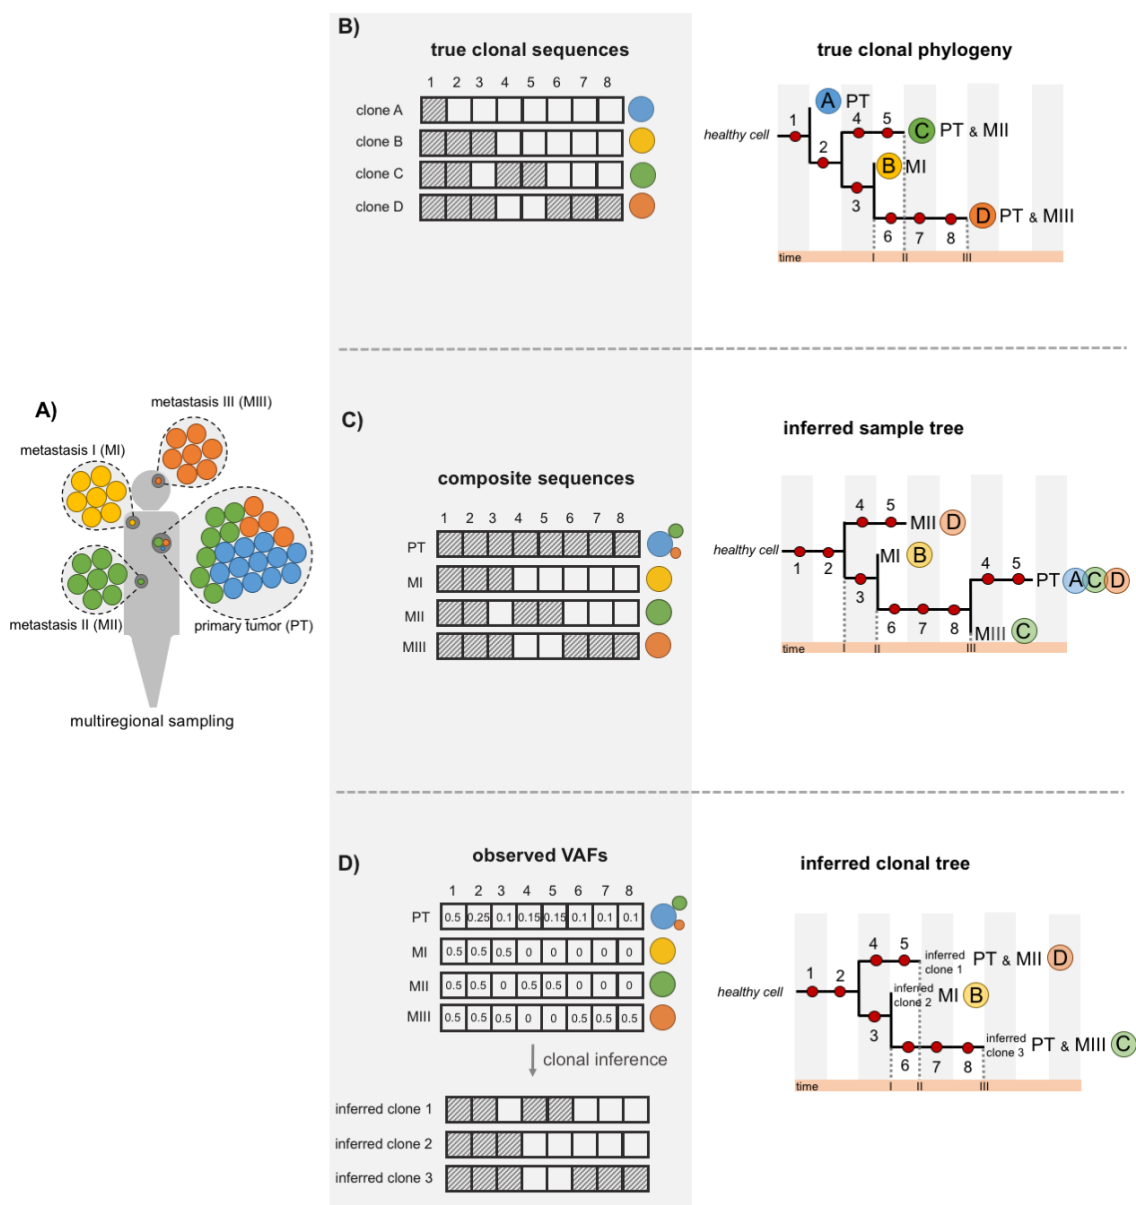 A)
metastasis III (MIII)
metastasis I (MI)
metastasis II (MII)
primary tumor (PT)
multiregional sampling
B)
true clonal sequences
1 2 3 4 5 6 7 8
clone A
clone B
clone C
clone D
true clonal phylogeny
A PT
1 4 5
healthy cell
C PT & MII
2
B MI
3
D PT & MIII
6 7 8
time I II III
C)
composite sequences
1 2 3 4 5 6 7 8
PT
MI
MII
MIII
inferred sample tree
4 5
MII D
healthy cell
MI B
1 2
4 5
3
PT A C D
6 7 8
MIII C
time I II III
D)
observed VAFs
1 2 3 4 5 6 7 8
PT 0.5 0.25 0.1 0.15 0.15 0.1 0.1 0.1
MI 0.5 0.5 0.5 0 0 0 0 0
MII 0.5 0.5 0 0.5 0.5 0 0 0
MIII 0.5 0.5 0.5 0 0 0.5 0.5 0.5
clonal inference
inferred clone 1
inferred clone 2
inferred clone 3
inferred clonal tree
4 5
inferred
clone 1
PT & MII D
1 2
healthy cell
inferred
clone 2
MI B
3
inferred
clone 3
PT & MIII C
6 7 8
time I II III